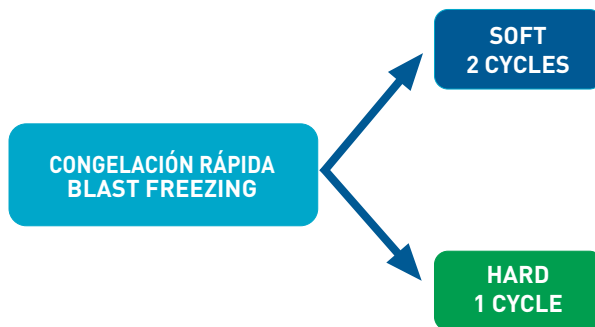 SOFT
2 CYCLES
CONGELACIÓN RÁPIDA
BLAST FREEZING
HARD
1 CYCLE